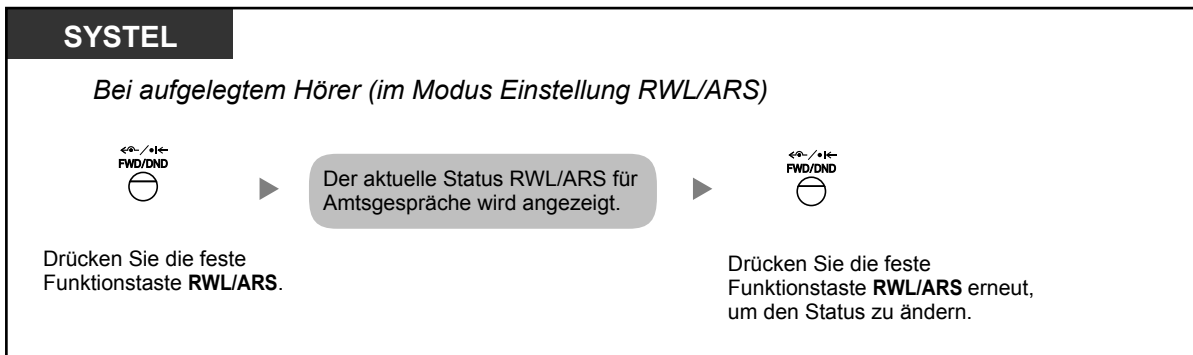 SYSTEL
Bei aufgelegtem Hörer (im Modus Einstellung RWL/ARS)
FWD/DND
Der aktuelle Status RWL/ARS für
Amtsgespräche wird angezeigt.
FWD/DND
Drücken Sie die feste
Funktionstaste RWL/ARS.
Drücken Sie die feste
Funktionstaste RWL/ARS erneut,
um den Status zu ändern.